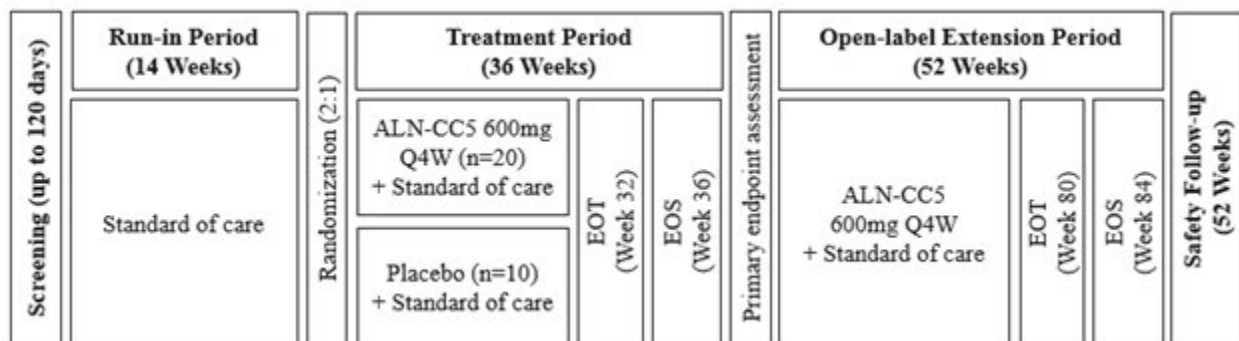 Screening (up to 120 days)
Run-in Period
(14 Weeks)
Standard of care
Randomization (2:1)
Treatment Period
(36 Weeks)
ALN-CC5 600mg
Q4W (n=20)
+ Standard of care
Placebo (n=10)
+ Standard of care
EOT
(Week 32)
EOS
(Week 36)
Primary endpoint assessment
Open-label Extension Period
(52 Weeks)
ALN-CC5
600mg Q4W
+ Standard of care
EOT
(Week 80)
EOS
(Week 84)
Safety Follow-up
(52 Weeks)